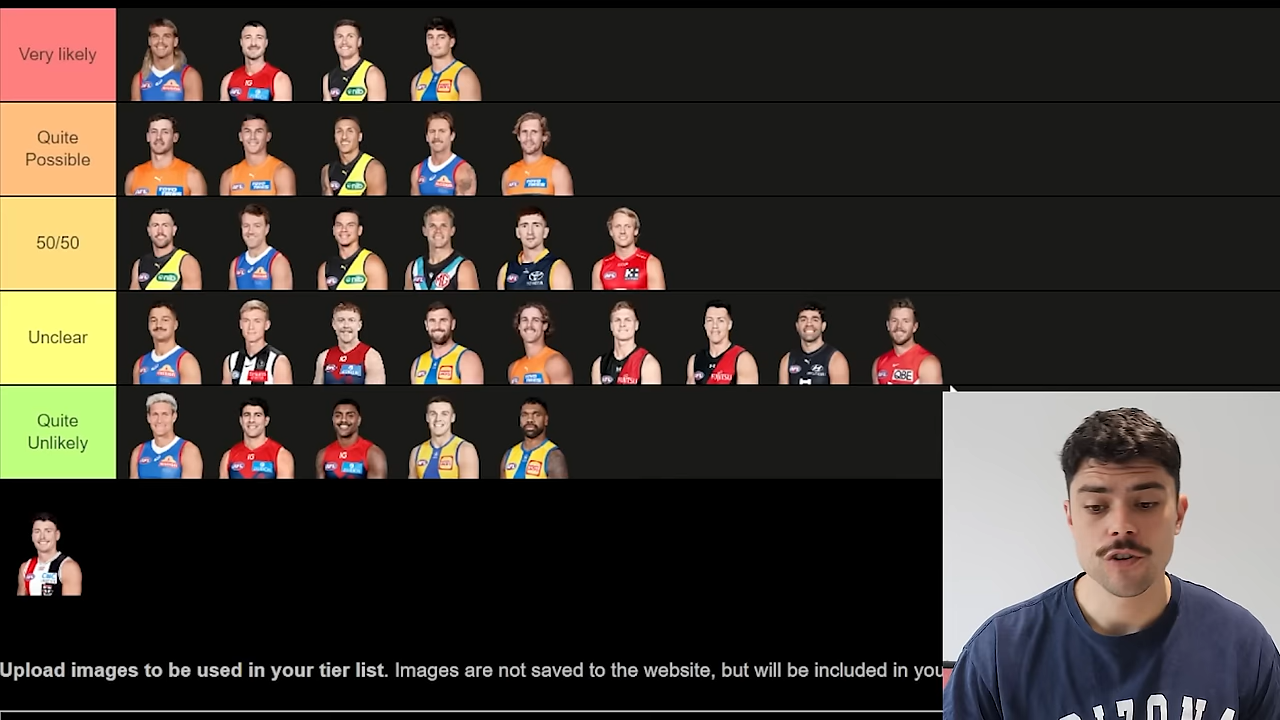 Very likely
Quite
Possible
50/50
Unclear
Quite
Unlikely
Upload images to be used in your tier list. Images are not saved to the website, but will be included in you